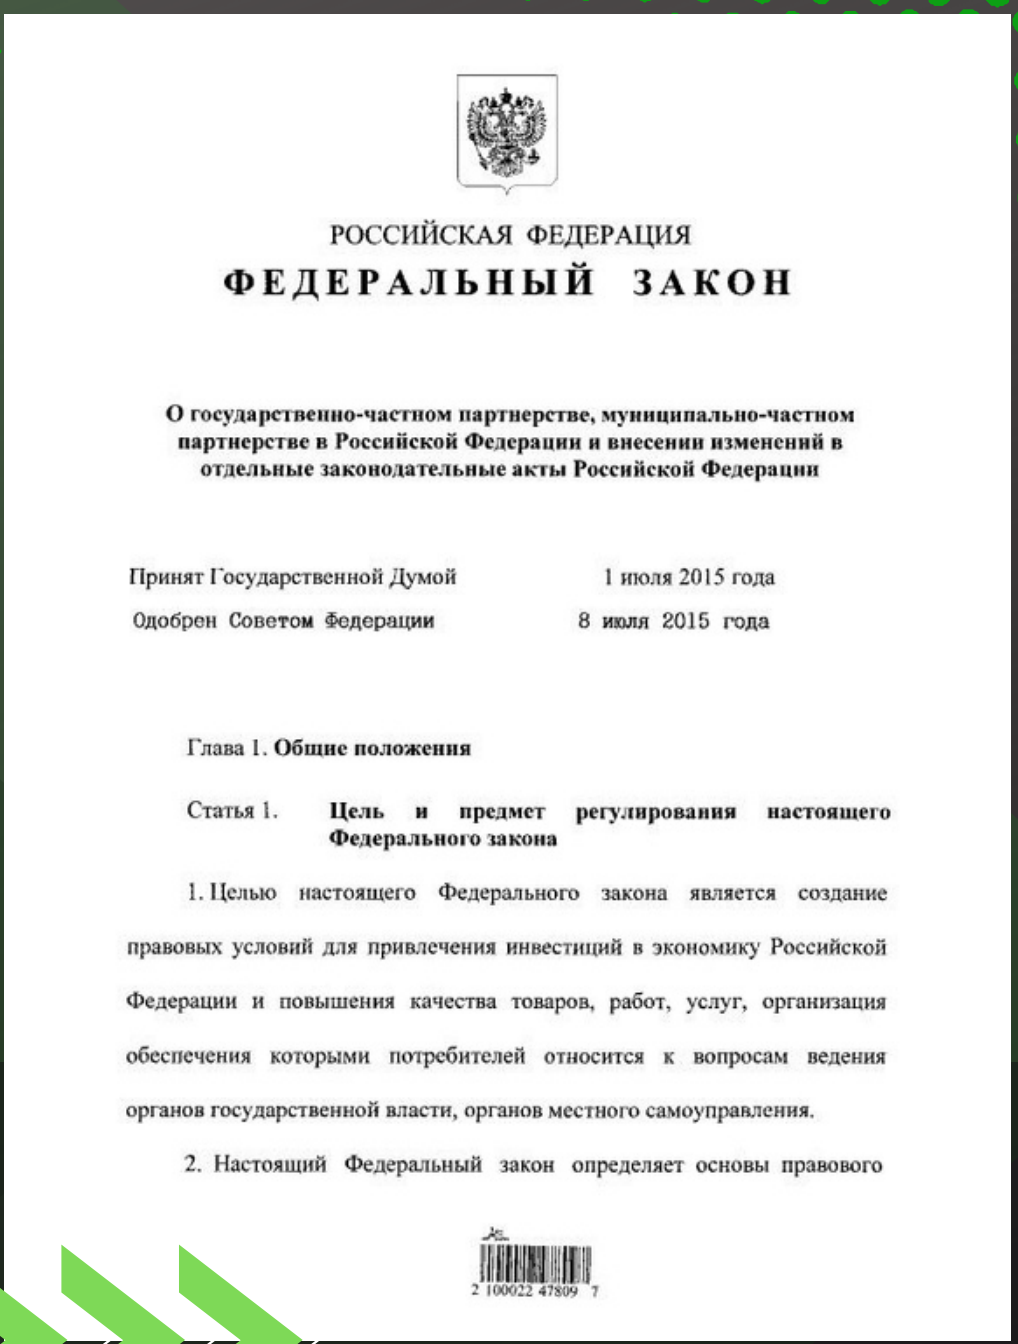 РОССИЙСКАЯ ФЕДЕРАЦИЯ
ФЕДЕРАЛЬНЫЙ ЗАКОН
О государственно-частном партнерстве, муниципально-частном
партнерстве в Российской Федерации и внесении изменений в
отдельные законодательные акты Российской Федерации
Принят Государственной Думой 1 июля 2015 года
Одобрен Советом Федерации 8 июля 2015 года
Глава 1. Общие положения
Статья 1. Цель и предмет регулирования настоящего
Федерального закона
1. Целью настоящего Федерального закона является создание
правовых условий для привлечения инвестиций в экономику Российской
Федерации и повышения качества товаров, работ, услуг, организация
обеспечения которыми потребителей относится к вопросам ведения
органов государственной власти, органов местного самоуправления.
2. Настоящий Федеральный закон определяет основы правового
2 100022 47809 7